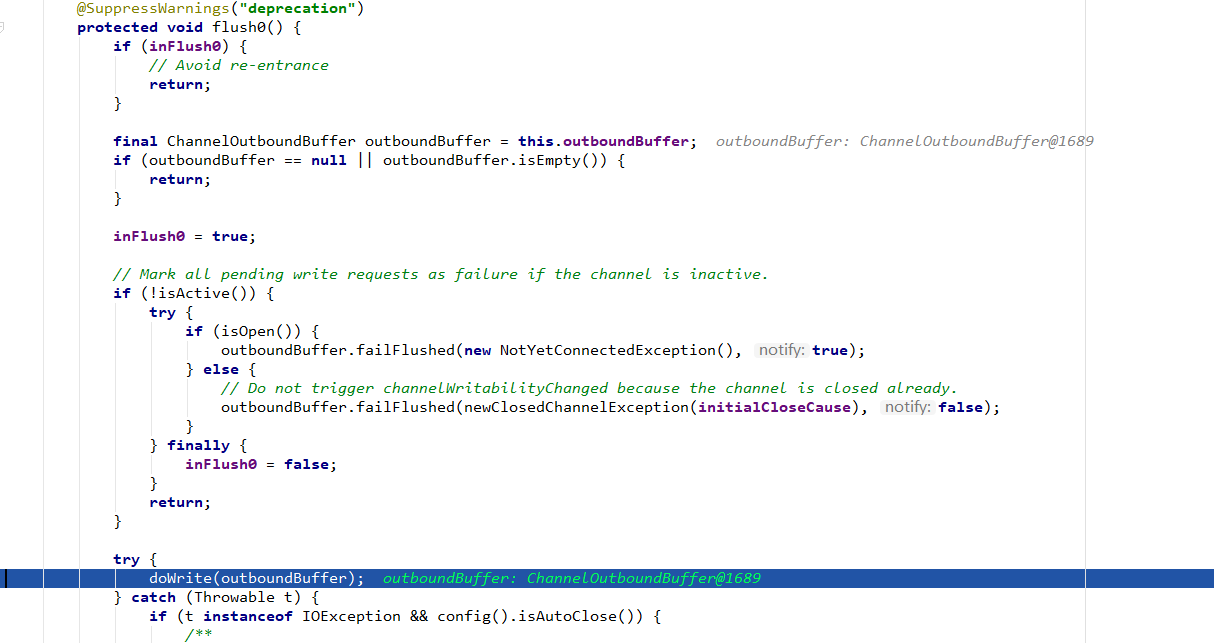 @SuppressWarnings("deprecation")
protected void flush0() {
if (inFlush0) {
// Avoid re-entrance
return;
}
final ChannelOutboundBuffer outboundBuffer = this.outboundBuffer; outboundBuffer: ChannelOutboundBuffer@1689
if (outboundBuffer == null || outboundBuffer.isEmpty()) {
return;
}
inFlush0 = true;
// Mark all pending write requests as failure if the channel is inactive.
if (!isActive()) {
try {
if (isOpen()) {
outboundBuffer.failFlushed(new NotYetConnectedException(), notify: true);
} else {
// Do not trigger channelWritabilityChanged because the channel is closed already.
outboundBuffer.failFlushed(newClosedChannelException(initialCloseCause), notify: false);
}
} finally {
inFlush0 = false;
}
return;
}
try {
doWrite(outboundBuffer); outboundBuffer: ChannelOutboundBuffer@1689
} catch (Throwable t) {
if (t instanceof IOException && config().isAutoClose()) {
/**